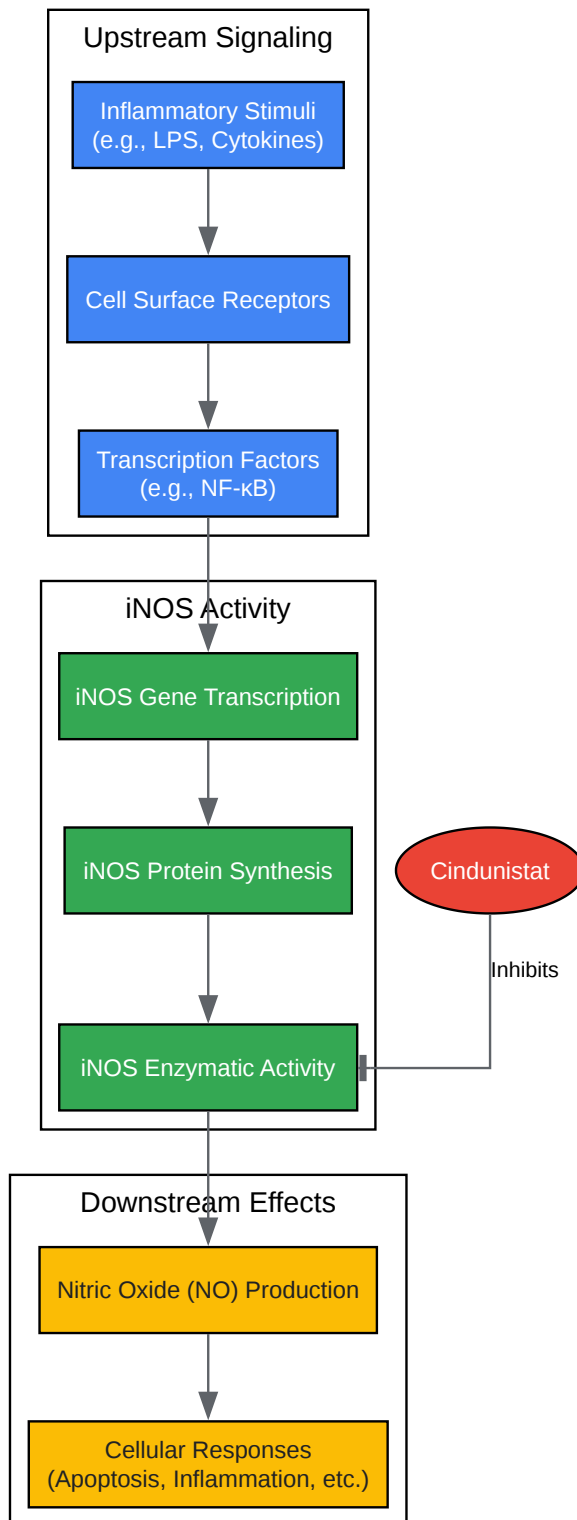 Upstream Signaling
Inflammatory Stimuli
(e.g., LPS, Cytokines)
Cell Surface Receptors
Transcription Factors
(e.g., NF-κB)
iNOS Activity
iNOS Gene Transcription
iNOS Protein Synthesis
Cindunistat
Inhibits
iNOS Enzymatic Activity
Downstream Effects
Nitric Oxide (NO) Production
Cellular Responses
(Apoptosis, Inflammation, etc.)